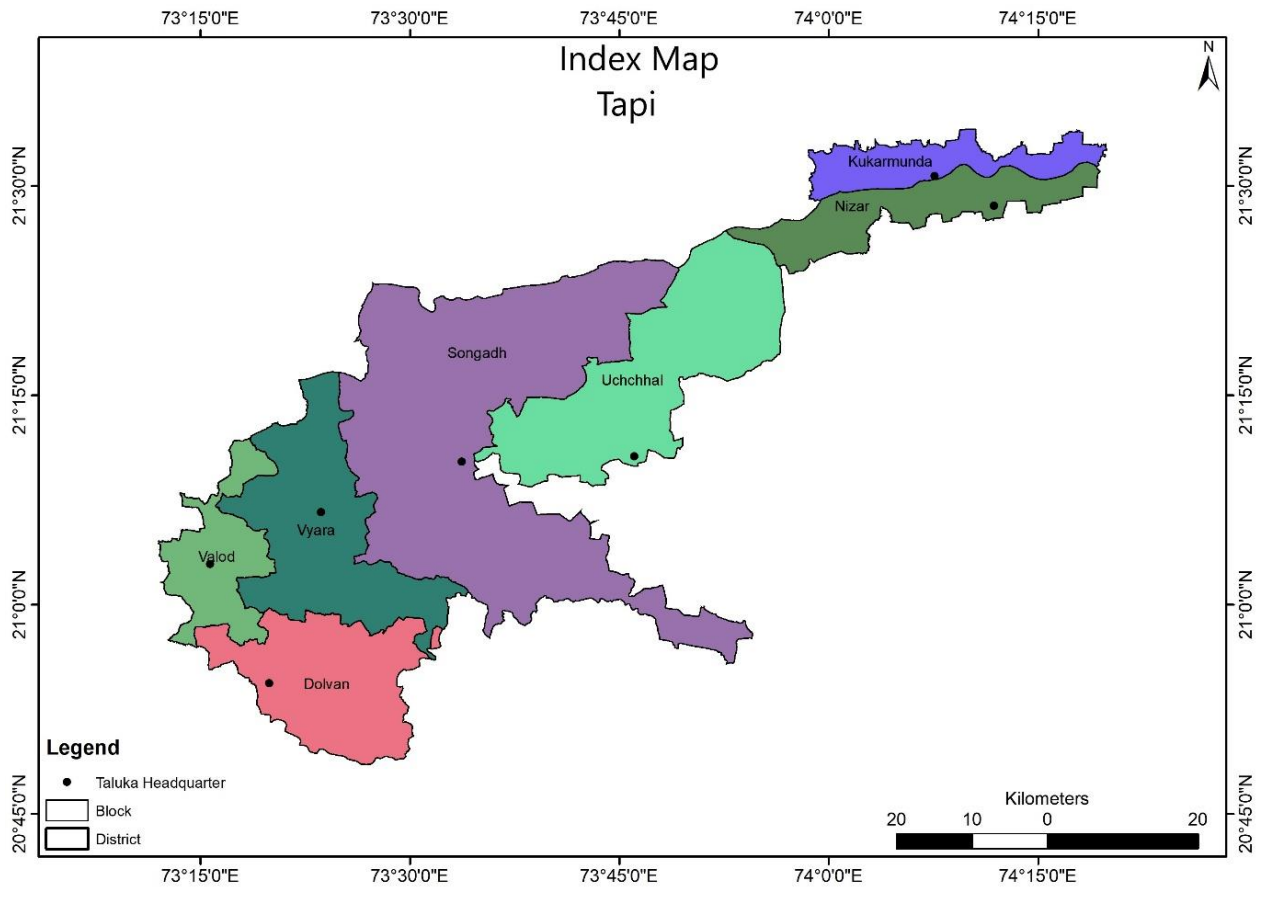 73°15'0"E 73°30'0"E 73°45'0"E 74°0'0"E 74°15'0"E
Index Map
Tapi
N
Kukarmunda
21°30'0"N
21°30'0"N
Nizar
Songadh
Uchchhal
21°15'0"N
21°15'0"N
Vyara
Valod
21°0'0"N
21°0'0"N
Dolvan
Legend
Taluka Headquarter
Block
District
20°45'0"N
20°45'0"N
Kilometers
20 10 0 20
73°15'0"E 73°30'0"E 73°45'0"E 74°0'0"E 74°15'0"E